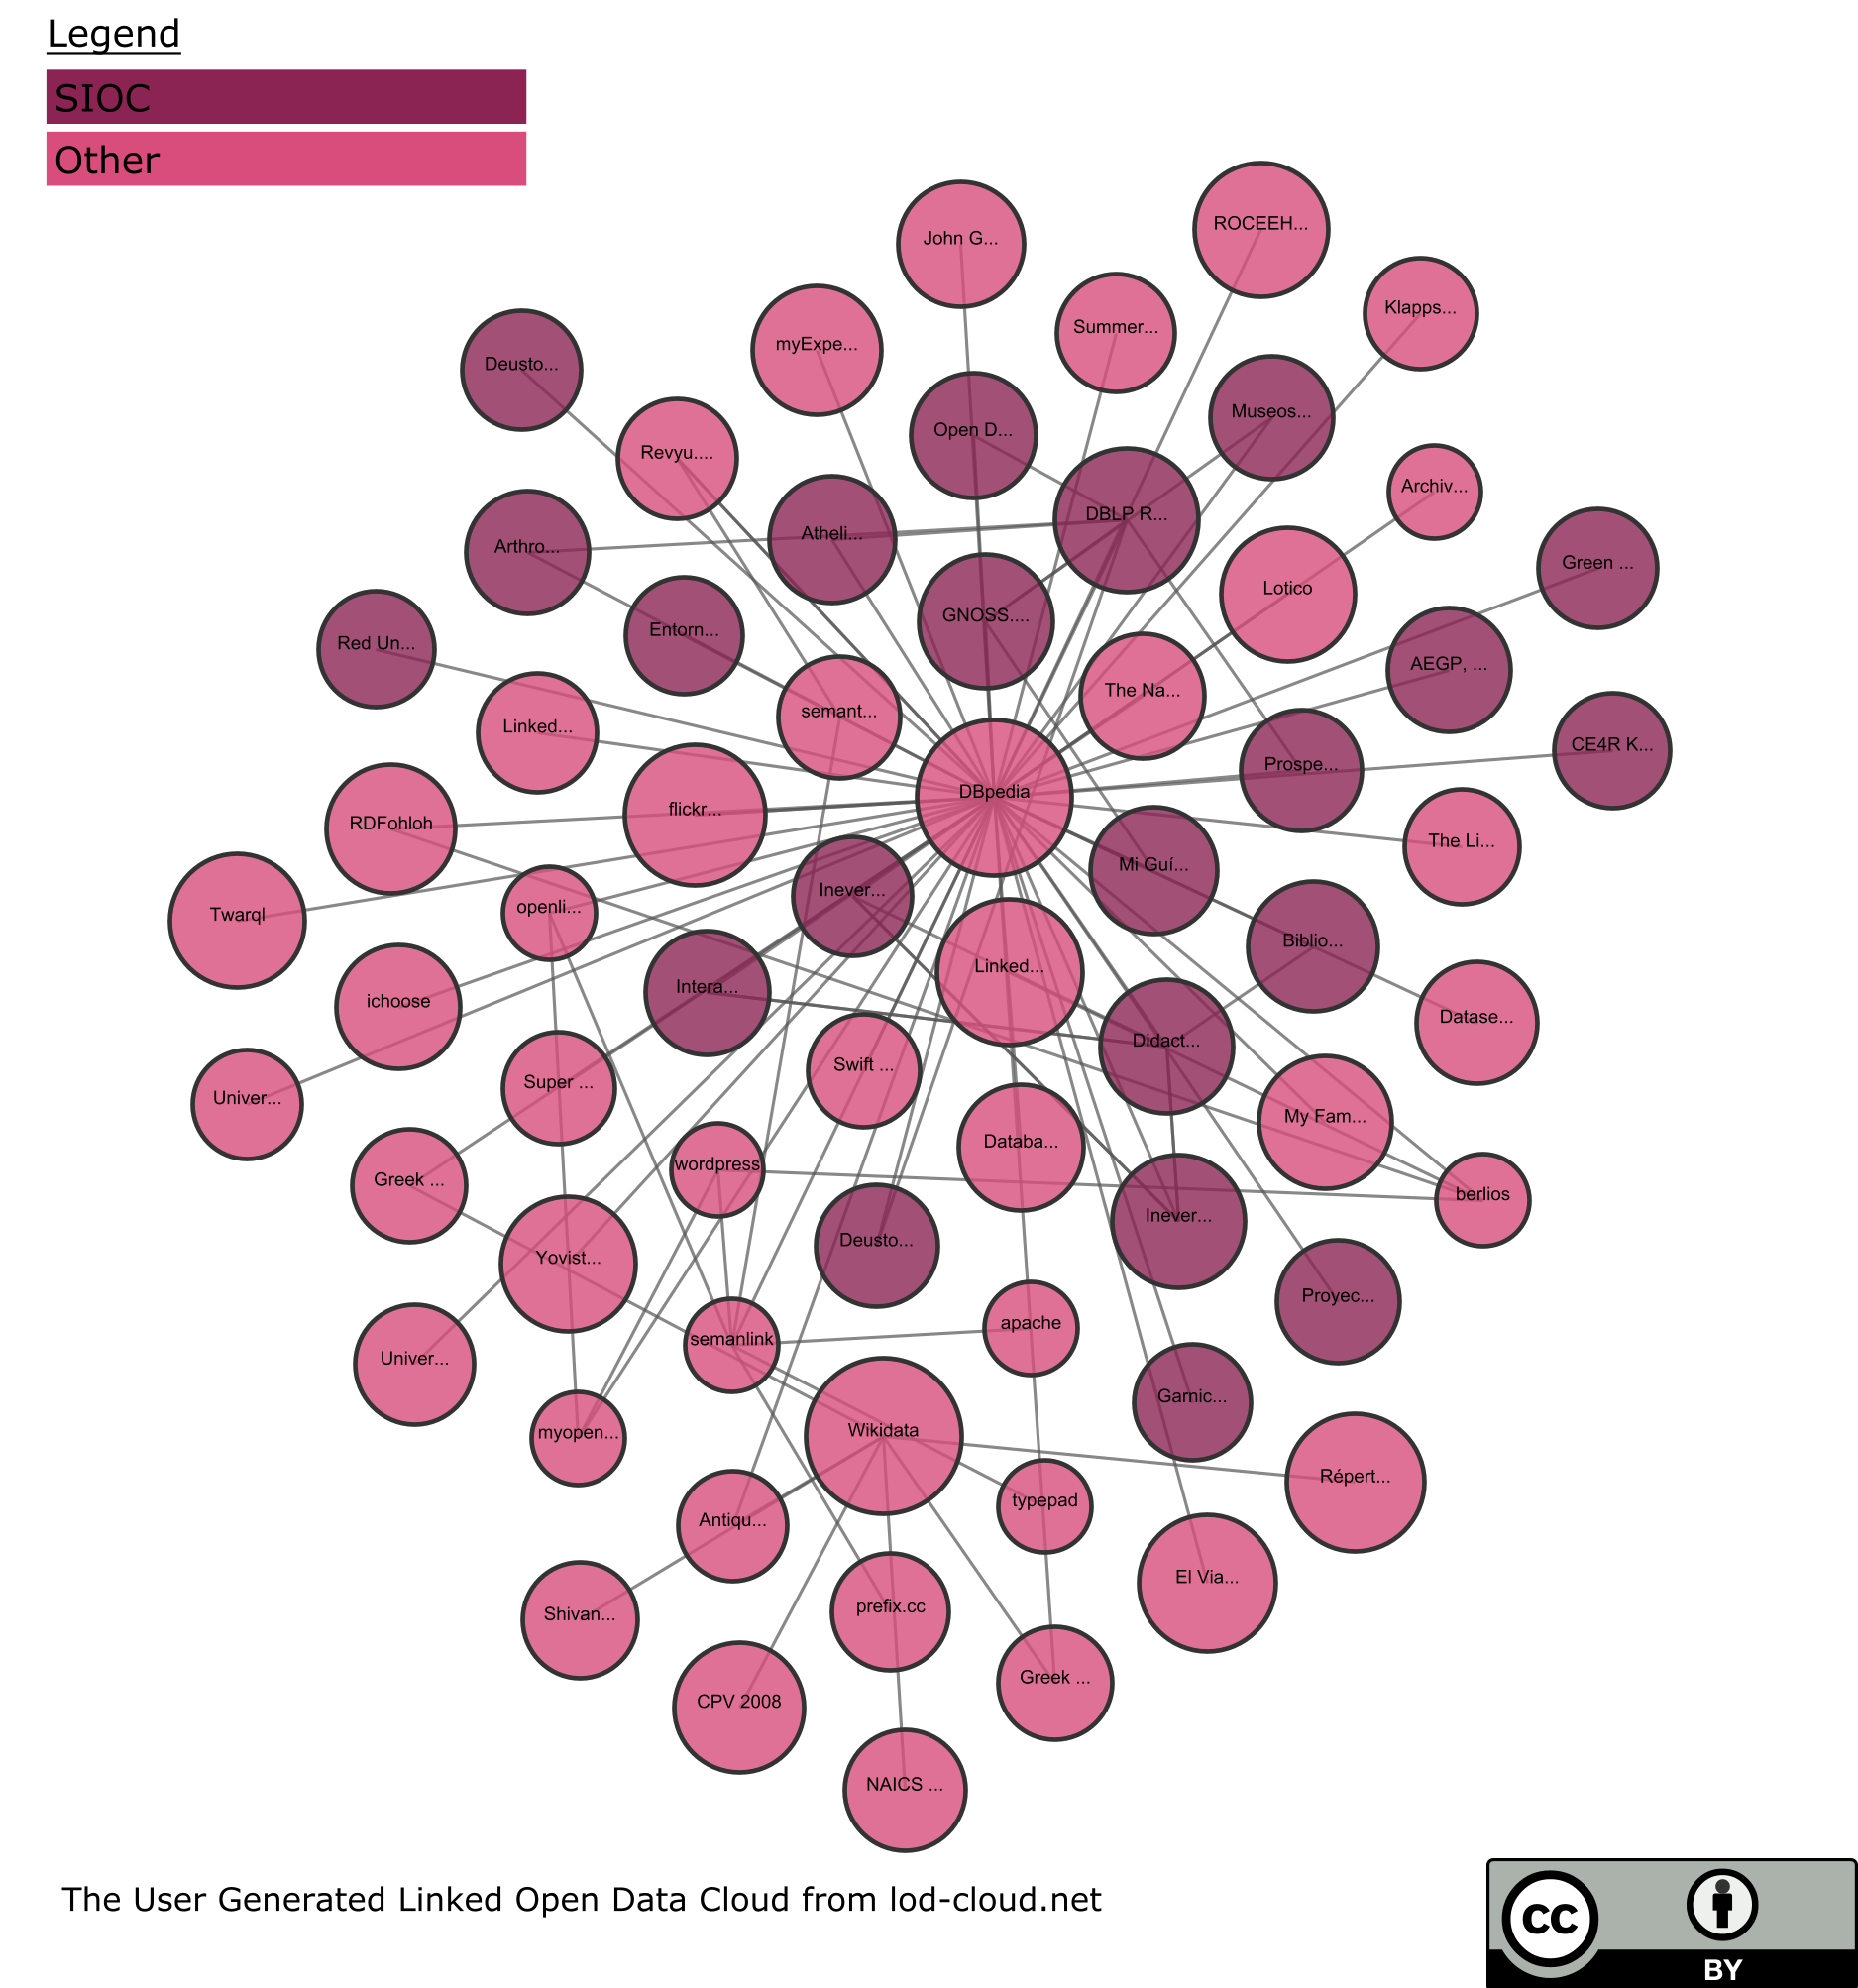 Legend
SIOC
Other
ROCEEH...
John G...
Klapps...
Summer...
myExpe...
Deusto...
Museos...
Open D...
Revyu....
Archiv...
DBLP R...
Atheli...
Arthro...
Green ...
Lotico
GNOSS....
Entorn...
Red Un...
AEGP, ...
The Na...
semant...
Linked...
CE4R K...
Prospe...
DBpedia
flickr...
RDFohloh
The Li...
Mi Guí...
Inever...
openli...
Twarql
Biblio...
Linked...
Intera...
ichoose
Datase...
Didact...
Swift ...
Super ...
Univer...
My Fam...
Databa...
wordpress
Greek ...
berlios
Inever...
Deusto...
Yovist...
Proyec...
apache
semanlink
Univer...
Garnic...
Wikidata
myopen...
Répert...
typepad
Antiqu...
El Via...
prefix.cc
Shivan...
Greek ...
CPV 2008
NAICS ...
The User Generated Linked Open Data Cloud from lod-cloud.net
cc
BY